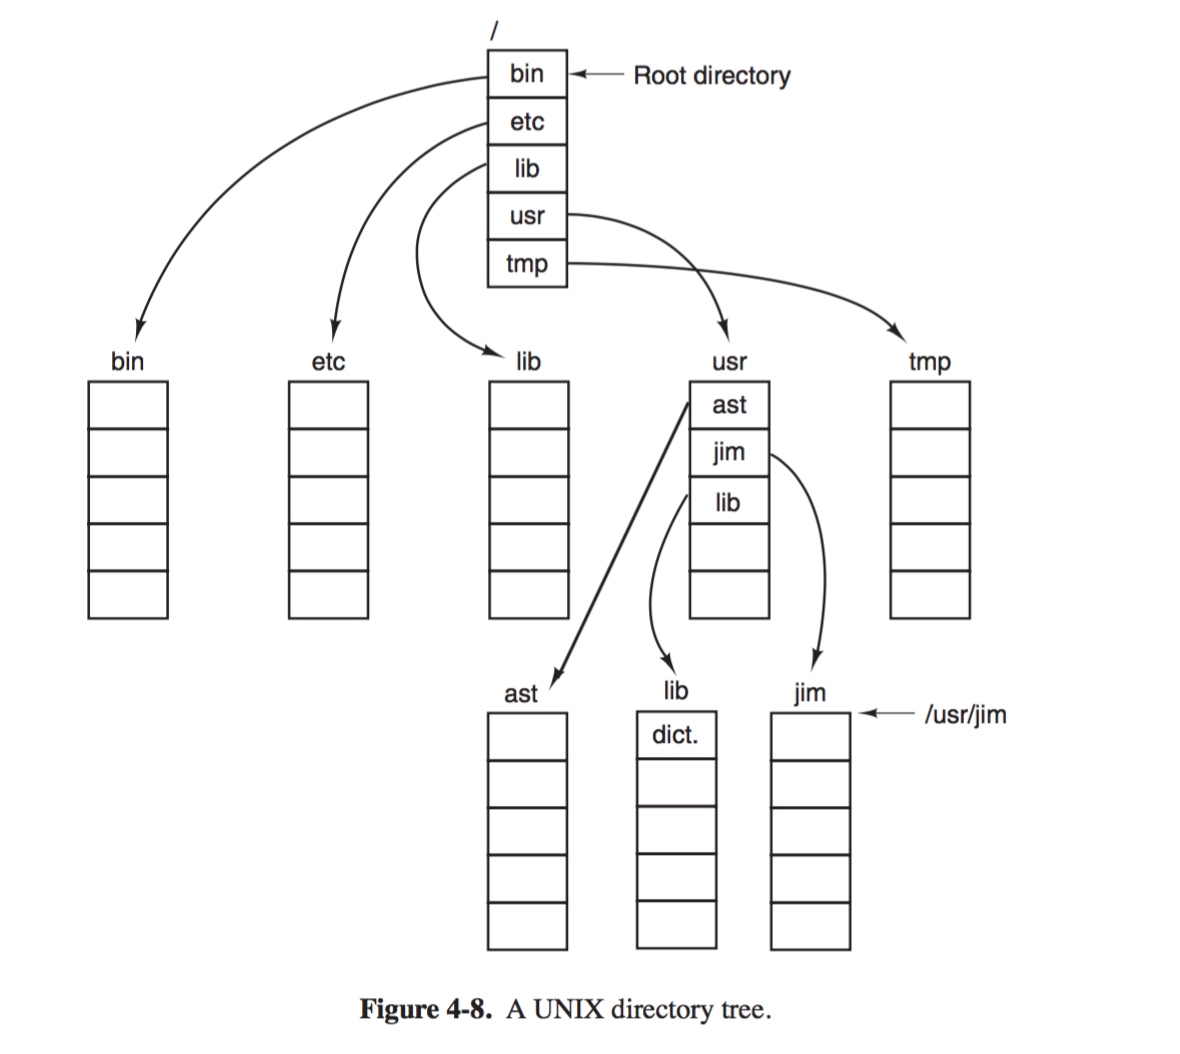 /
bin
Root directory
etc
lib
usr
tmp
bin
etc
lib
usr
tmp
ast
jim
lib
ast
lib
jim
/usr/jim
dict.
Figure 4-8. A UNIX directory tree.